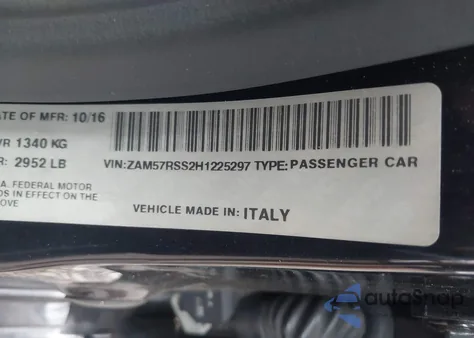 ATE OF MFR: 10/16
VR 1340 KG
R: 2952 LB
VIN:ZAM57RSS2H1225297 TYPE: PASSENGER CAR
A. FEDERAL MOTOR
DS IN EFFECT ON THE
OVE
VEHICLE MADE IN: ITALY
autoSnap